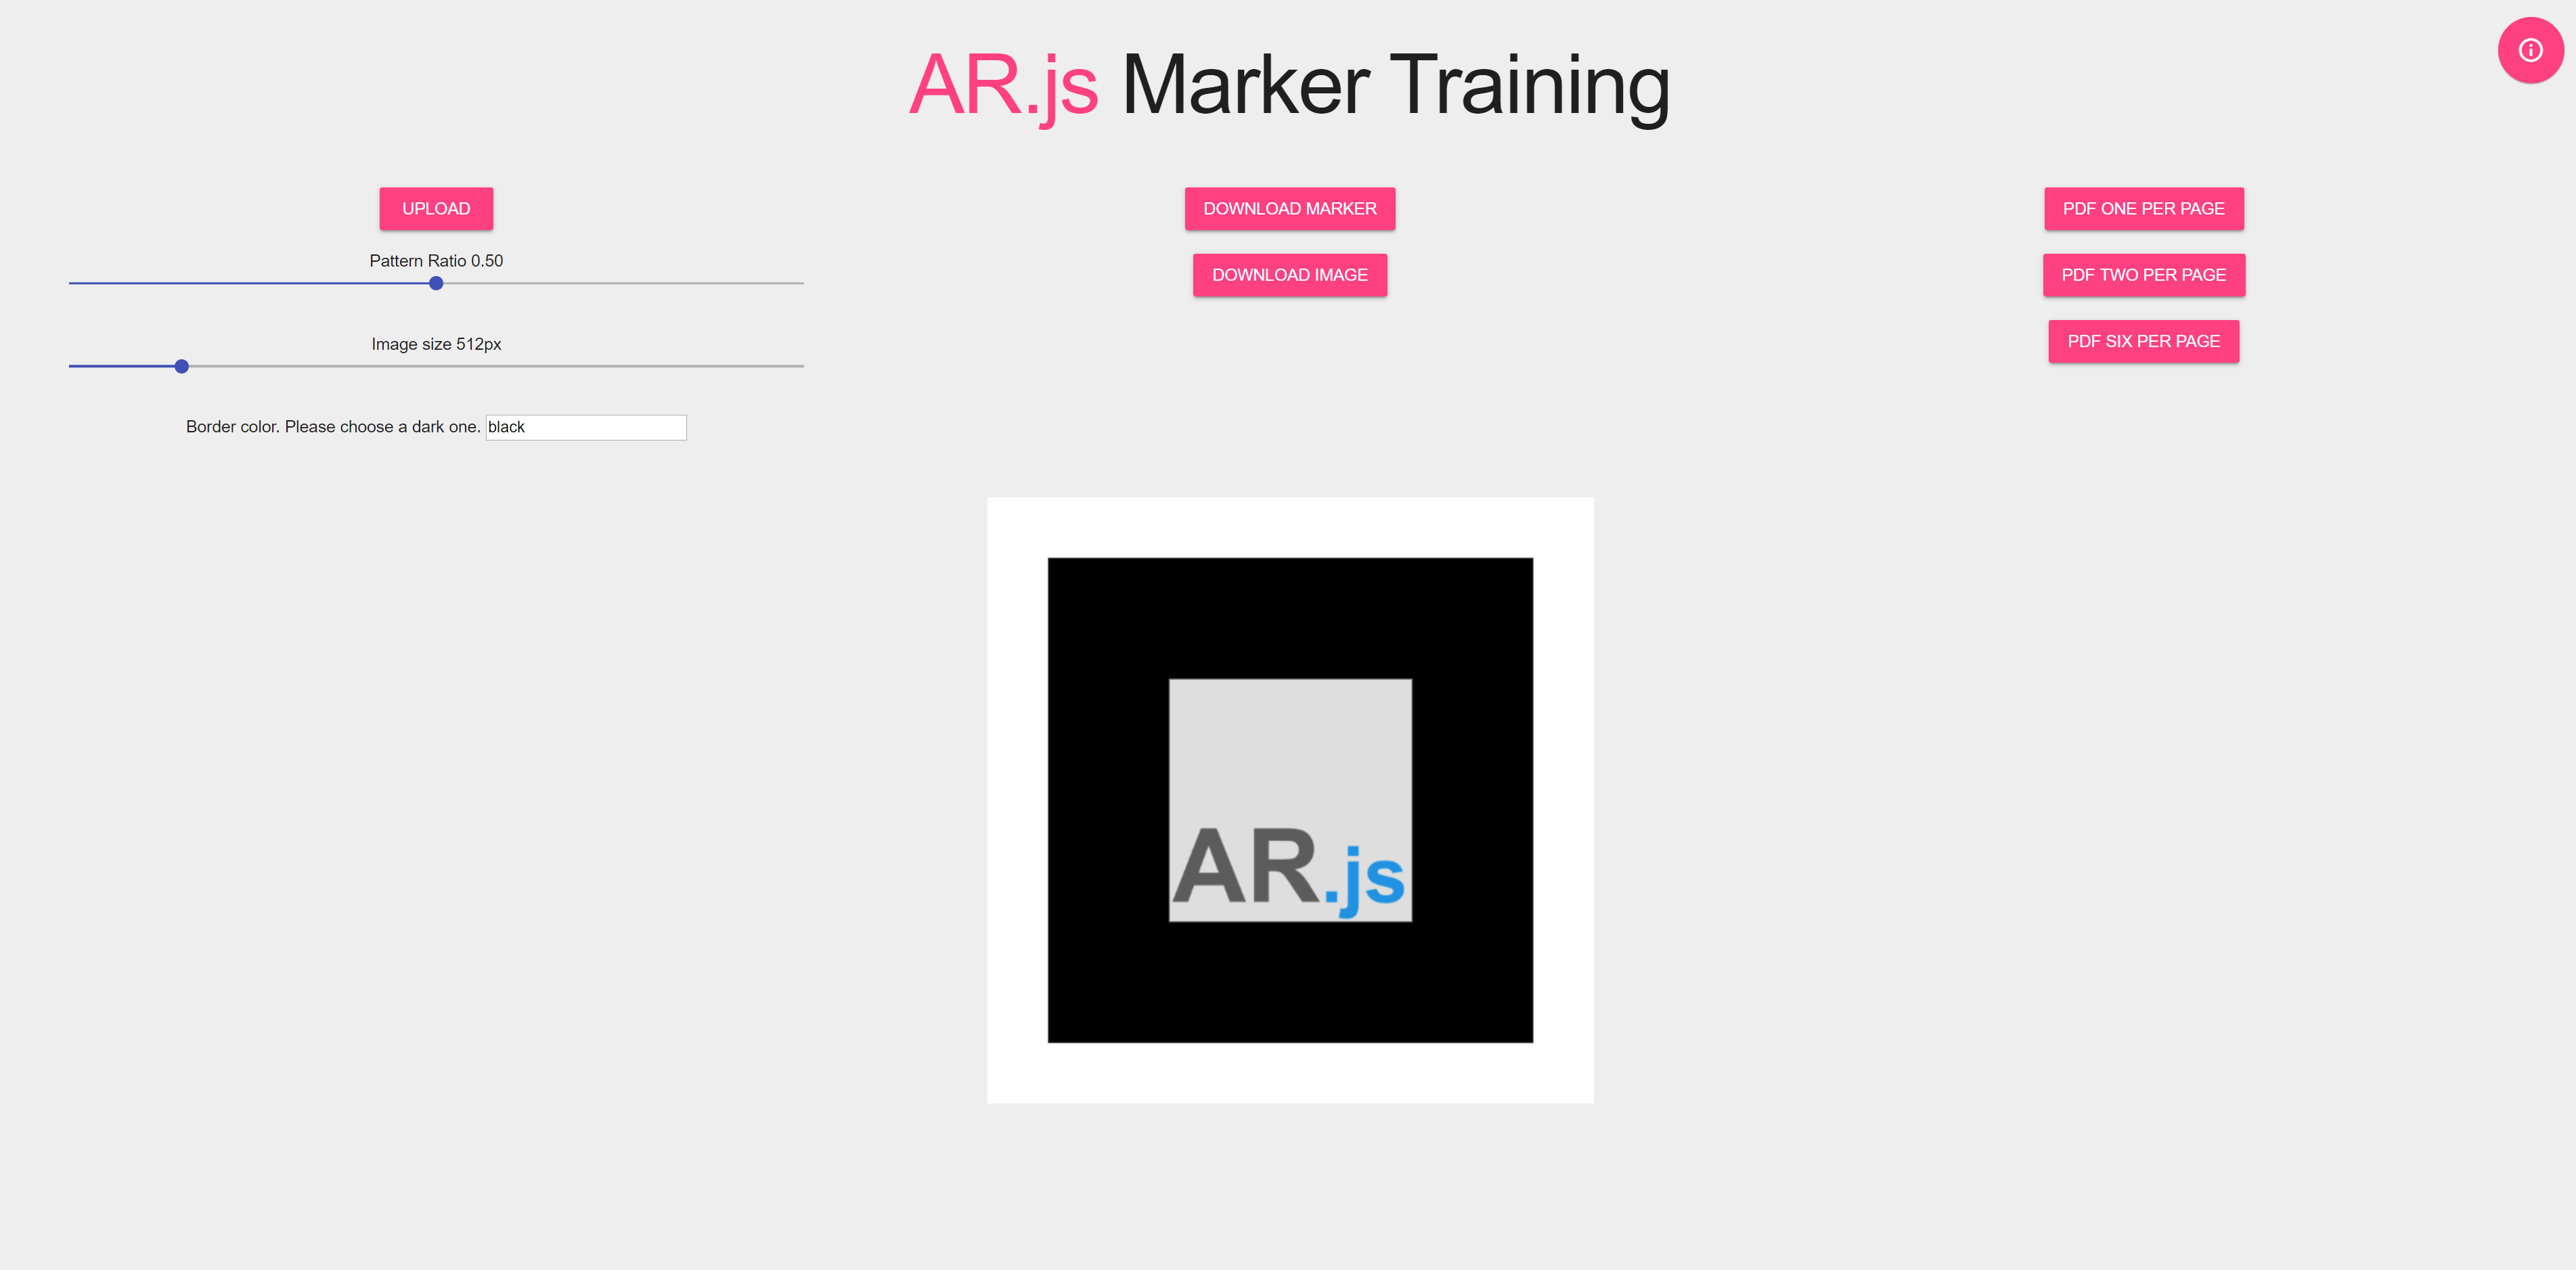 AR.js Marker Training
UPLOAD
Pattern Ratio 0.50
Image size 512px
Border color. Please choose a dark one. black
DOWNLOAD MARKER
DOWNLOAD IMAGE
PDF ONE PER PAGE
PDF TWO PER PAGE
PDF SIX PER PAGE
AR.js